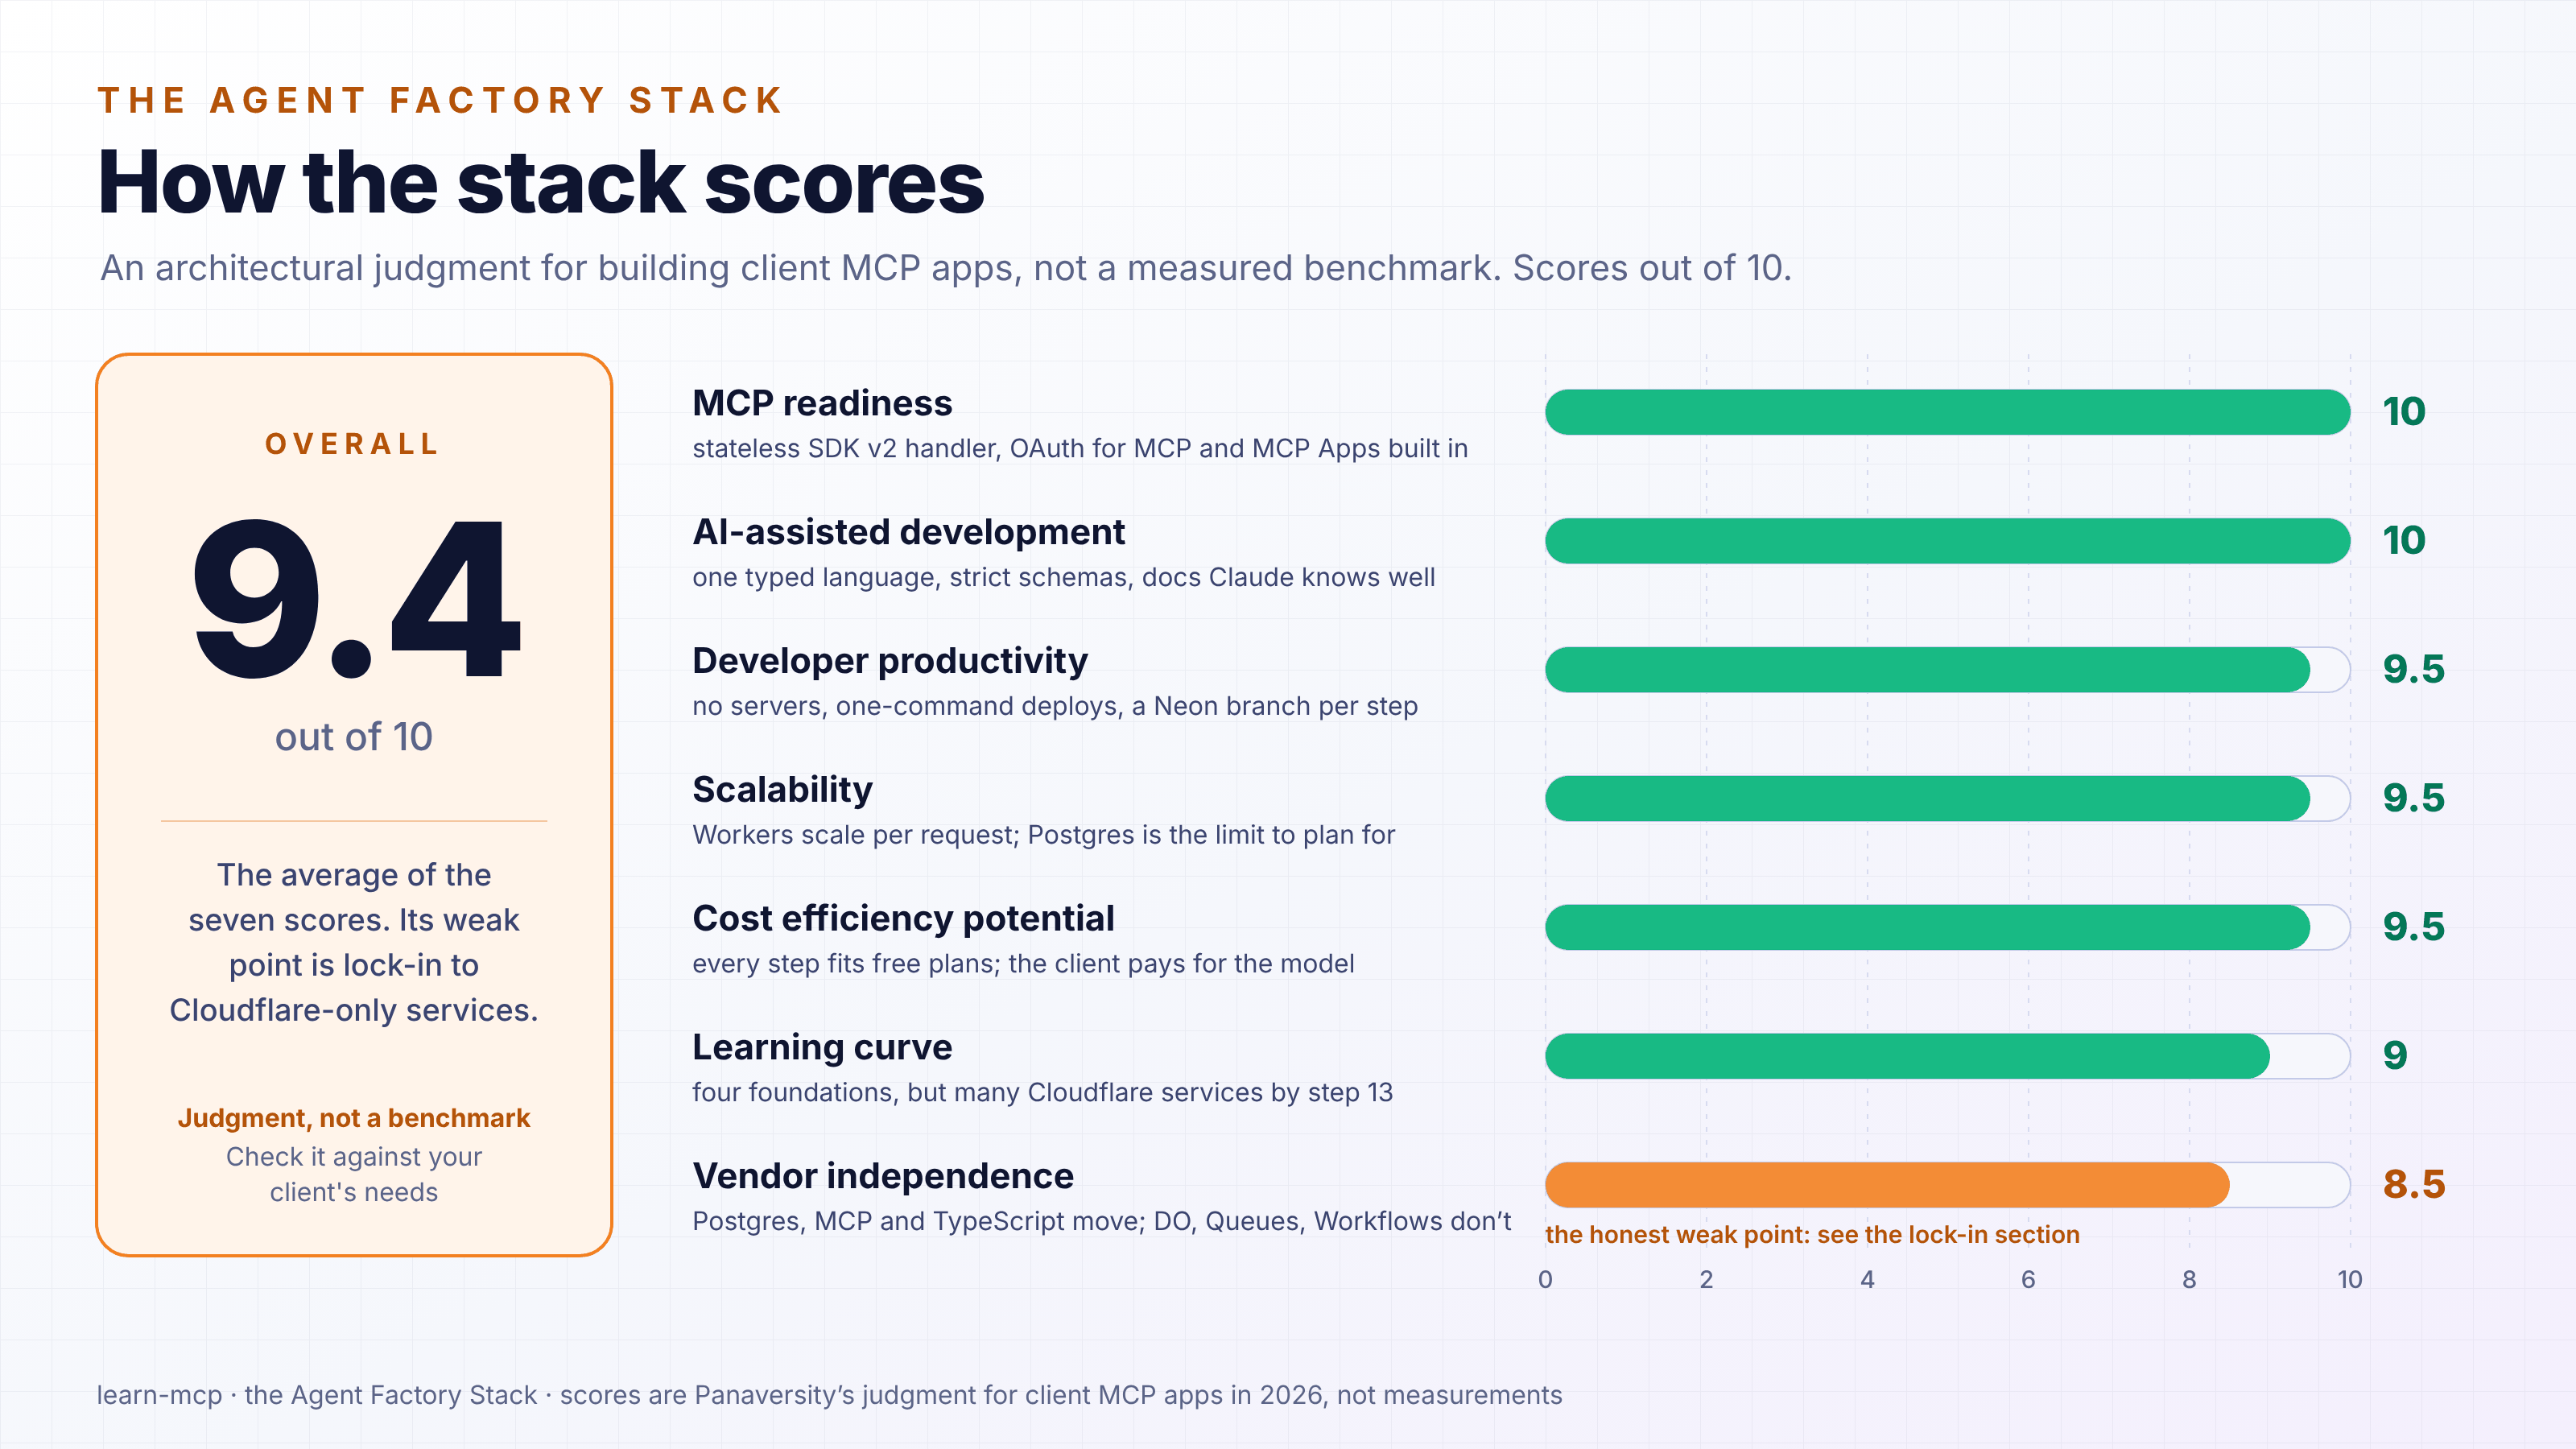 THE AGENT FACTORY STACK
How the stack scores
An architectural judgment for building client MCP apps, not a measured benchmark. Scores out of 10.
OVERALL
9.4
out of 10
The average of the
seven scores. Its weak
point is lock-in to
Cloudflare-only services.
Judgment, not a benchmark
Check it against your
client's needs
MCP readiness
stateless SDK v2 handler, OAuth for MCP and MCP Apps built in
10
AI-assisted development
one typed language, strict schemas, docs Claude knows well
10
Developer productivity
no servers, one-command deploys, a Neon branch per step
9.5
Scalability
Workers scale per request; Postgres is the limit to plan for
9.5
Cost efficiency potential
every step fits free plans; the client pays for the model
9.5
Learning curve
four foundations, but many Cloudflare services by step 13
9
Vendor independence
Postgres, MCP and TypeScript move; DO, Queues, Workflows don’t
8.5
the honest weak point: see the lock-in section
0 2 4 6 8 10
learn-mcp · the Agent Factory Stack · scores are Panaversity’s judgment for client MCP apps in 2026, not measurements